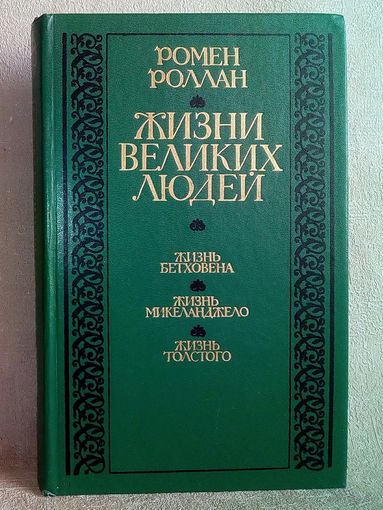 РОМЕН
РОЛЛАН
ЖИЗНИ
ВЕЛИКИХ
ЛЮДЕЙ
ЖИЗНЬ
БЕТХОВЕНА
ЖИЗНЬ
МИКЕЛАНДЖЕЛО
ЖИЗНЬ
ТОЛСТОГО